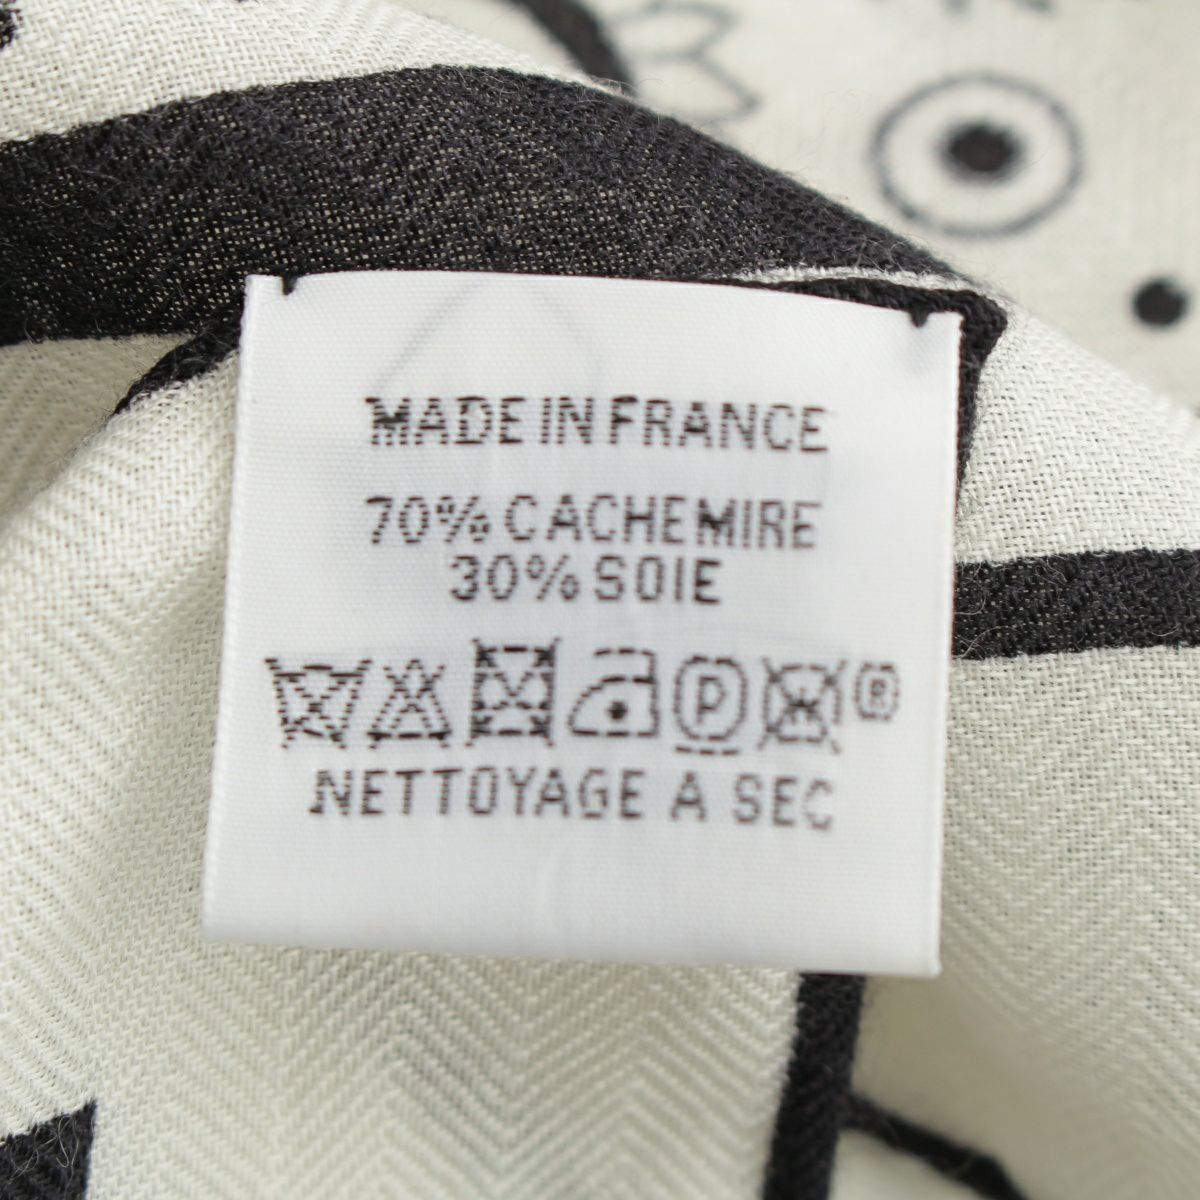 MADE IN FRANCE
70% CACHEMIRE
30% SOIE
P ®
NETTOYAGE A SEC